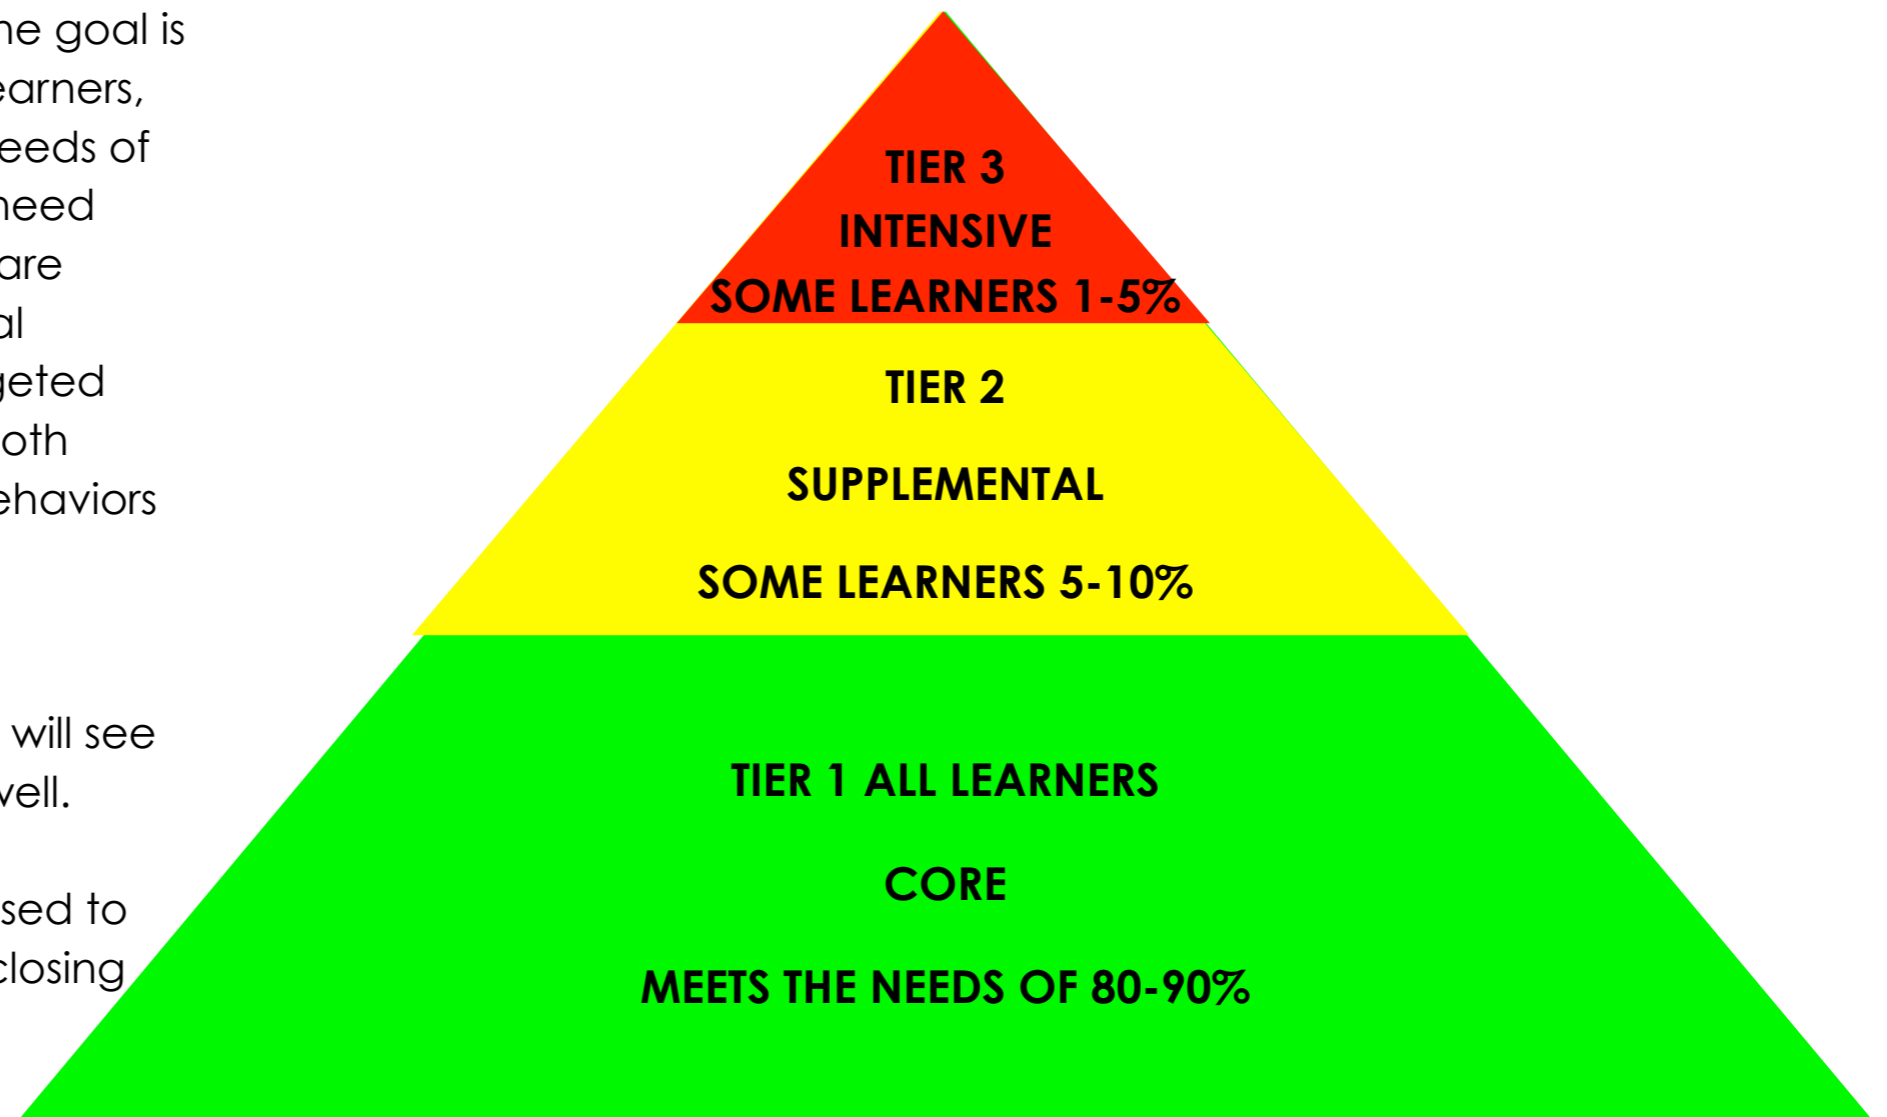 he goal is
earners,
eeds of
need
are
al
geted
oth
ehaviors
will see
well.
sed to
closing
TIER 3
INTENSIVE
SOME LEARNERS 1-5%
TIER 2
SUPPLEMENTAL
SOME LEARNERS 5-10%
TIER 1 ALL LEARNERS
CORE
MEETS THE NEEDS OF 80-90%